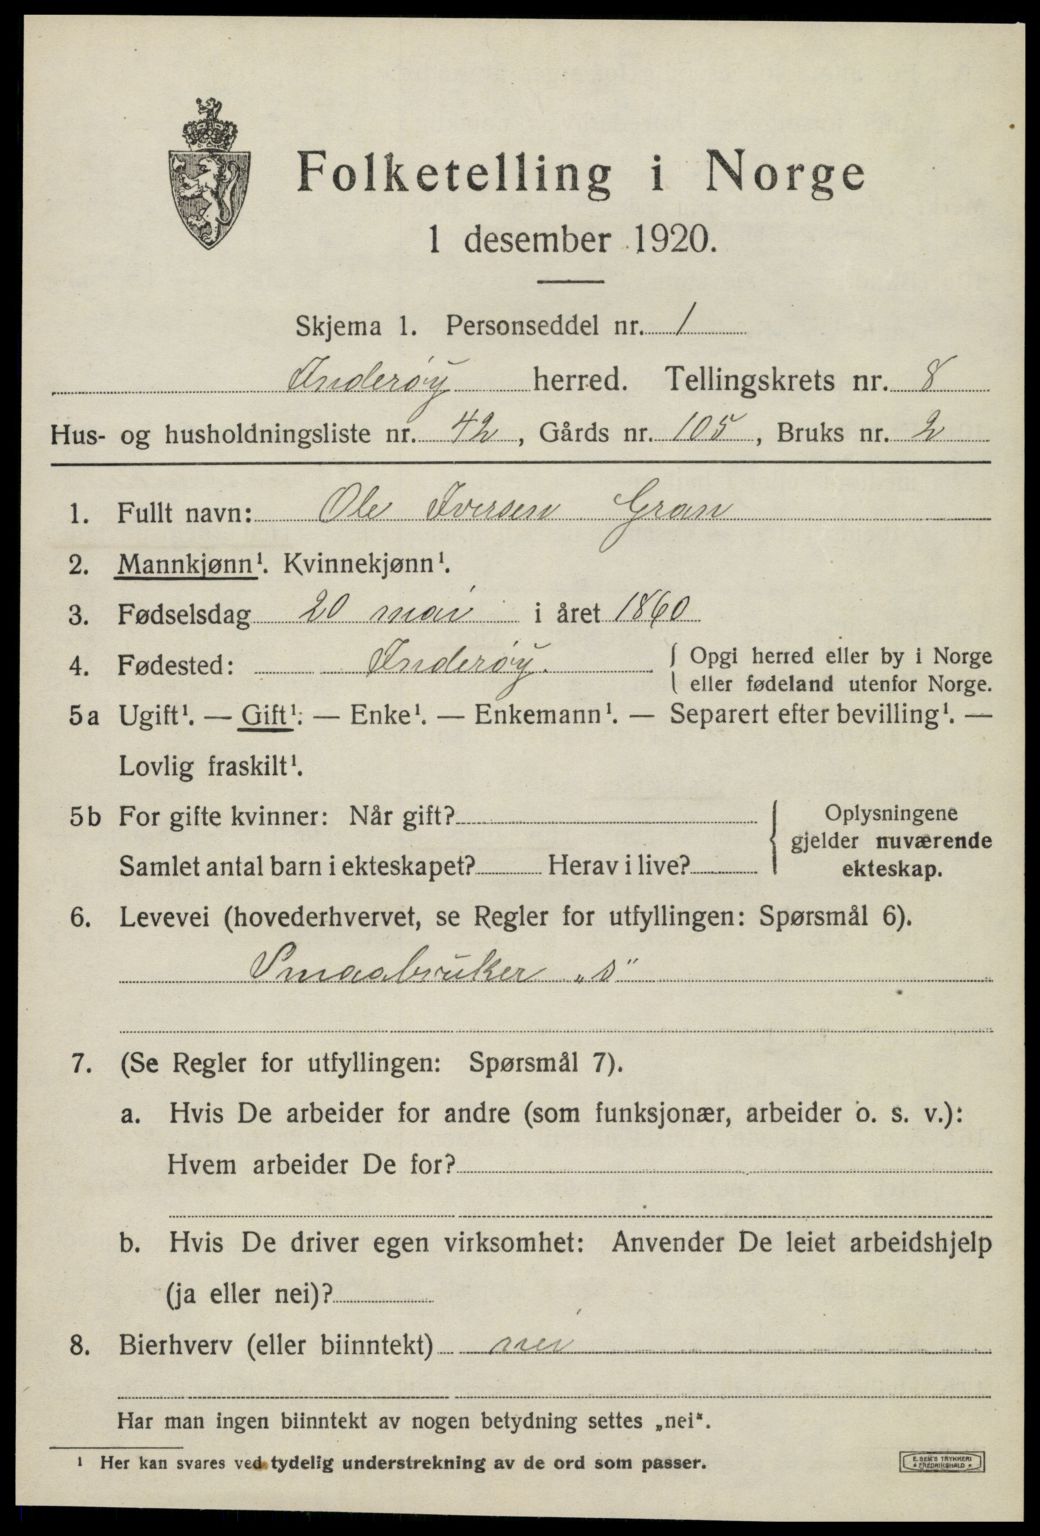 Folketelling i Norge
1 desember 1920.
Skjema 1. Personseddel nr. 1
Inderøy herred. Tellingskrets nr. 8
Hus- og husholdningsliste nr. 42, Gårds nr. 105, Bruks nr. 2
1. Fullt navn: Ole Iversen Gran
2. Mannkjønn¹. Kvinnekjønn¹.
3. Fødselsdag 20 mai i året 1860
4. Fødested: Inderøy. { Opgi herred eller by i Norge
eller fødeland utenfor Norge.
5a Ugift¹. — Gift¹. — Enke¹. — Enkemann¹. — Separert efter bevilling¹. —
Lovlig fraskilt¹.
5b For gifte kvinner: Når gift?
Samlet antal barn i ekteskapet? Herav i live?
{ Oplysningene
gjelder nuværende
ekteskap.
6. Levevei (hovederhvervet, se Regler for utfyllingen: Spørsmål 6).
Smaabruker „s"
7. (Se Regler for utfyllingen: Spørsmål 7).
a. Hvis De arbeider for andre (som funksjonær, arbeider o. s. v.):
Hvem arbeider De for?
b. Hvis De driver egen virksomhet: Anvender De leiet arbeidshjelp
(ja eller nei)?
8. Bierhverv (eller biinntekt) nei
Har man ingen biinntekt av nogen betydning settes „nei“.
¹ Her kan svares ved tydelig understrekning av de ord som passer.
E. SEM'S TRYKKERI
FREDRIKSHALD